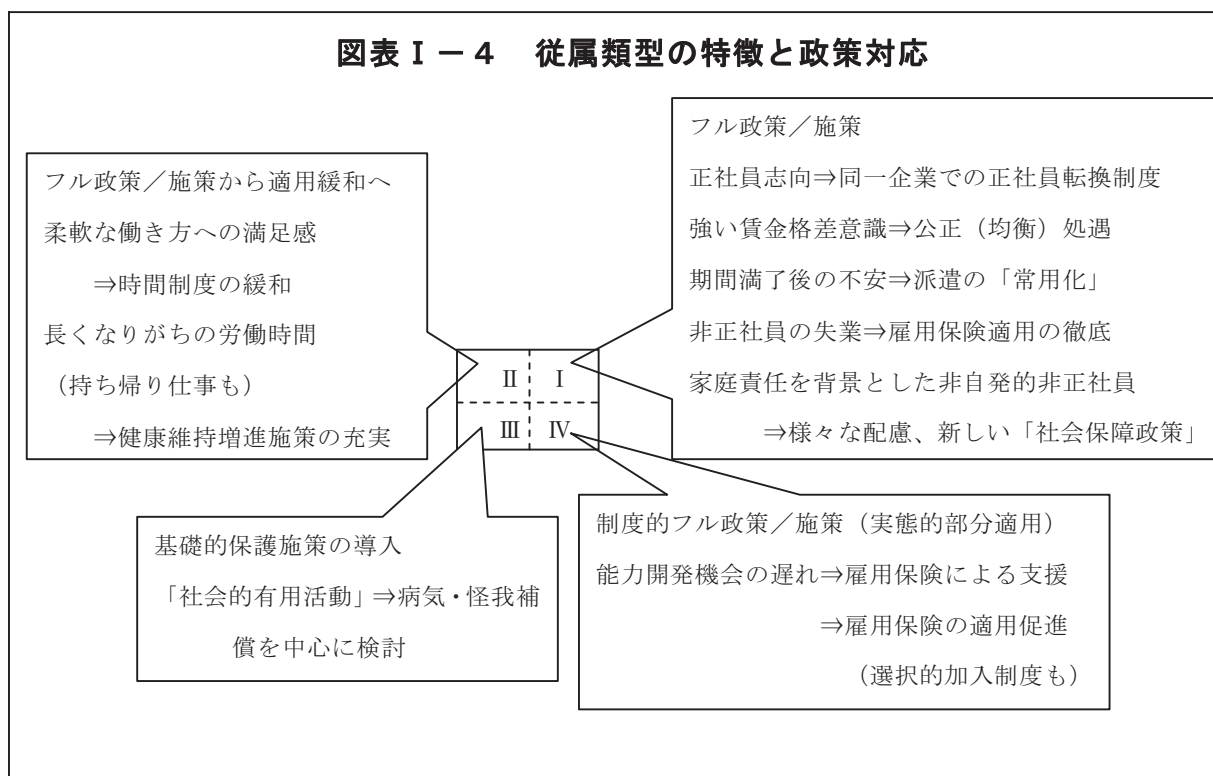 図表Ⅰ－４　従属類型の特徴と政策対応
フル政策／施策から適用緩和へ
柔軟な働き方への満足感
⇒時間制度の緩和
長くなりがちの労働時間
（持ち帰り仕事も）
⇒健康維持増進施策の充実
フル政策／施策
正社員志向⇒同一企業での正社員転換制度
強い賃金格差意識⇒公正（均衡）処遇
期間満了後の不安⇒派遣の「常用化」
非正社員の失業⇒雇用保険適用の徹底
家庭責任を背景とした非自発的非正社員
⇒様々な配慮、新しい「社会保障政策」
Ⅱ Ⅰ
Ⅲ Ⅳ
基礎的保護施策の導入
「社会的有用活動」⇒病気・怪我補
償を中心に検討
制度的フル政策／施策（実態的部分適用）
能力開発機会の遅れ⇒雇用保険による支援
⇒雇用保険の適用促進
（選択的加入制度も）